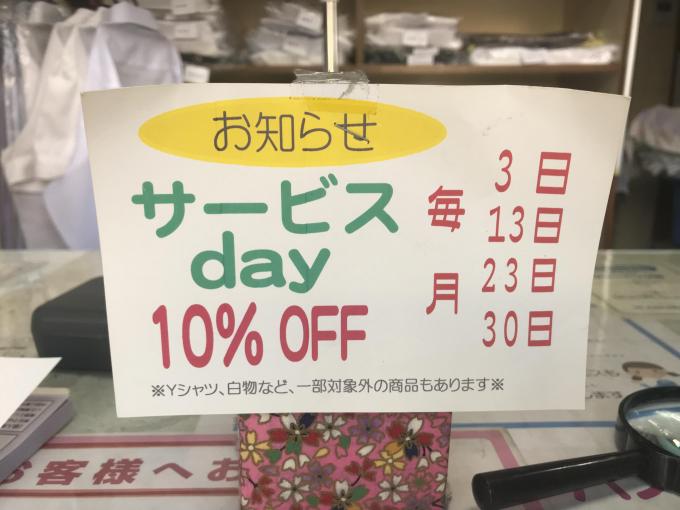 お知らせ
サービス
day
10% OFF
毎月
3日
13日
23日
30日
※Yシャツ、白物など、一部対象外の商品もあります※
お客様へお